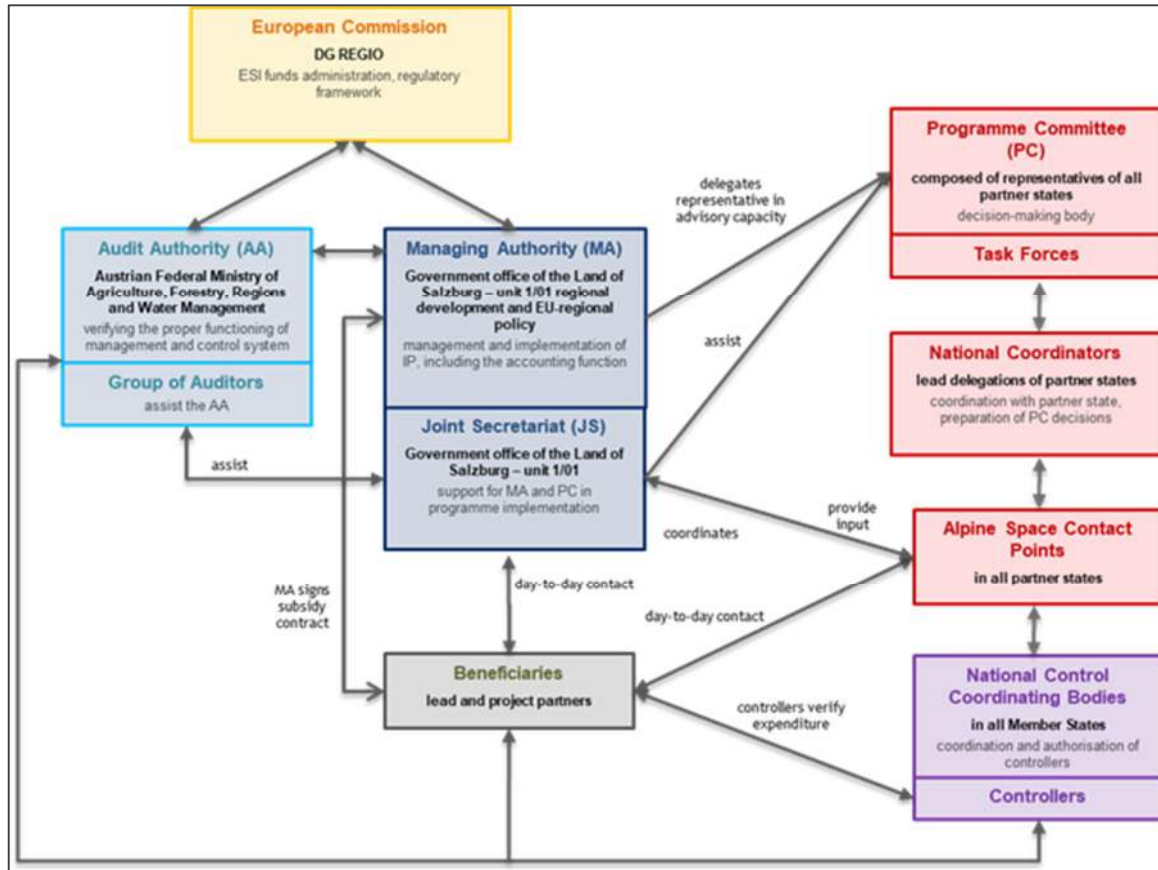 European Commission
DG REGIO
ESI funds administration, regulatory
framework
Programme Committee
(PC)
composed of representatives of all
partner states
decision-making body
Task Forces
delegates
representative in
advisory capacity
Audit Authority (AA)
Austrian Federal Ministry of
Agriculture, Forestry, Regions
and Water Management
verifying the proper functioning of
management and control system
Group of Auditors
assist the AA
Managing Authority (MA)
Government office of the Land of
Salzburg – unit 1/01 regional
development and EU-regional
policy
management and implementation of
IP, including the accounting function
Joint Secretariat (JS)
Government office of the Land of
Salzburg – unit 1/01
support for MA and PC in
programme implementation
assist
National Coordinators
lead delegations of partner states
coordination with partner state,
preparation of PC decisions
assist
provide
input
coordinates
Alpine Space Contact
Points
in all partner states
MA signs
subsidy
contract
day-to-day contact
day-to-day contact
Beneficiaries
lead and project partners
controllers verify
expenditure
National Control
Coordinating Bodies
in all Member States
coordination and authorisation of
controllers
Controllers